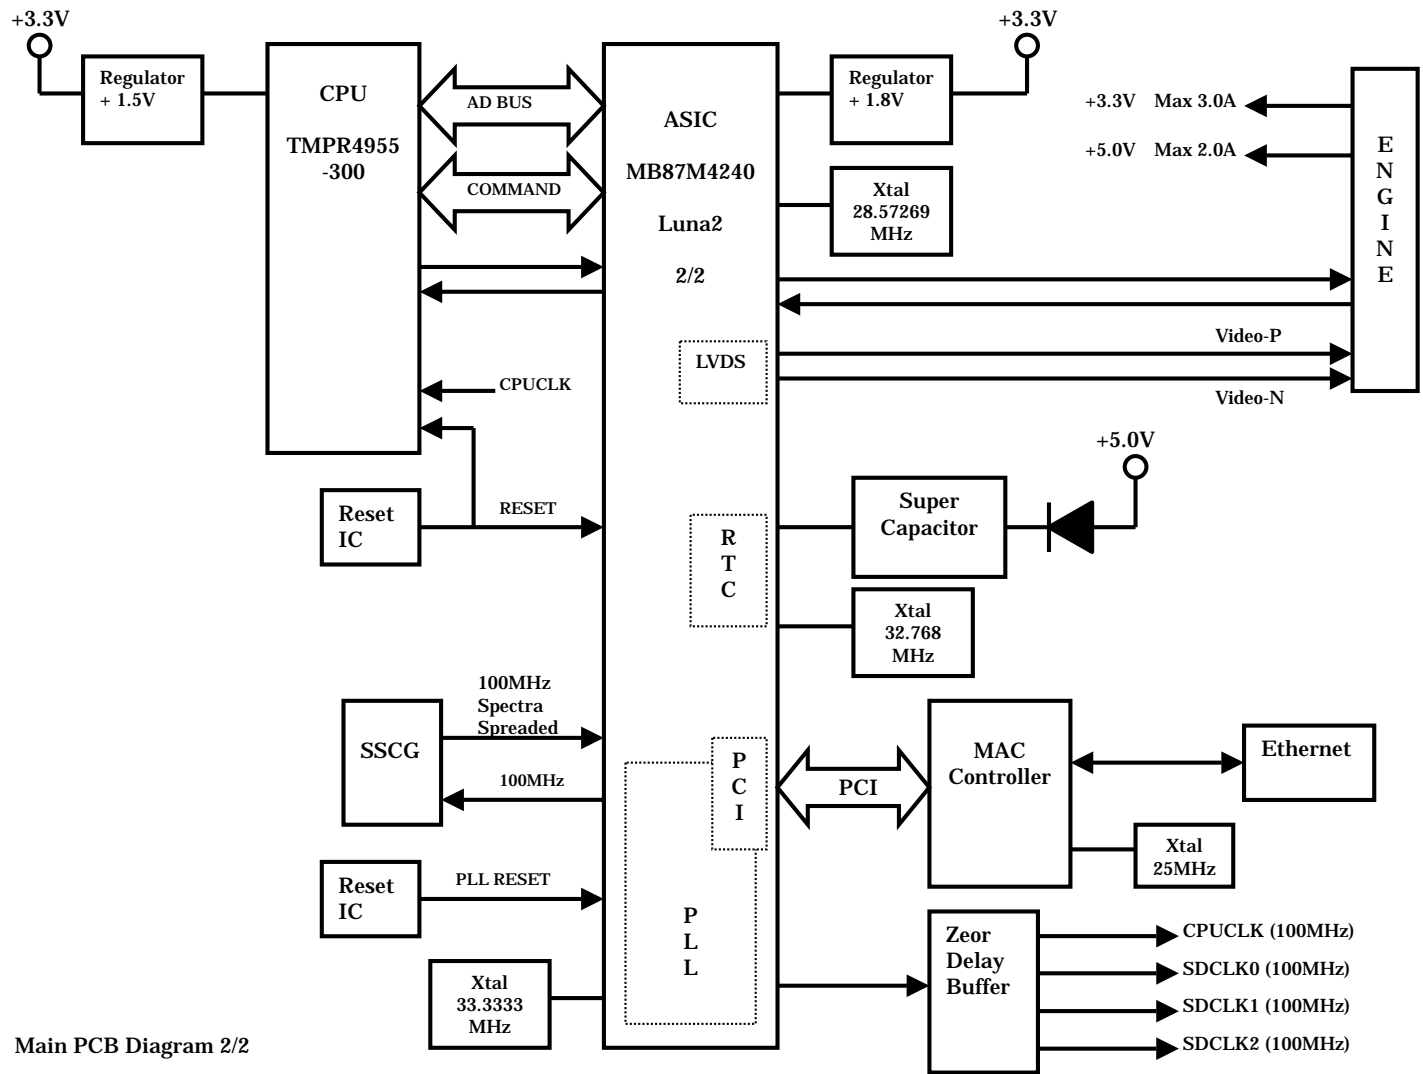 +3.3V
Regulator
+ 1.5V
CPU
TMPR4955
-300
AD BUS
COMMAND
ASIC
MB87M4240
Luna2
2/2
Regulator
+ 1.8V
+3.3V
Xtal
28.57269
MHz
+3.3V Max 3.0A
+5.0V Max 2.0A
E
N
G
I
N
E
LVDS
Video-P
Video-N
CPUCLK
Reset
IC
RESET
R
T
C
Super
Capacitor
+5.0V
Xtal
32.768
MHz
SSCG
100MHz
Spectra
Spreaded
100MHz
P
C
I
PCI
MAC
Controller
Ethernet
Xtal
25MHz
Reset
IC
PLL RESET
P
L
L
Xtal
33.3333
MHz
Zeor
Delay
Buffer
CPUCLK (100MHz)
SDCLK0 (100MHz)
SDCLK1 (100MHz)
SDCLK2 (100MHz)
Main PCB Diagram 2/2